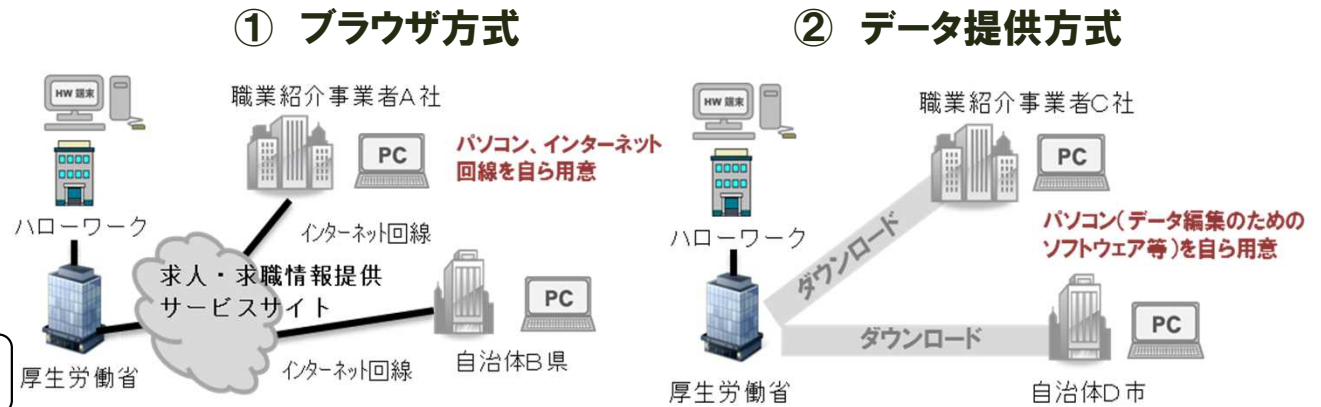 ① ブラウザ方式
HW 端末
職業紹介事業者A社
PC
パソコン、インターネット
回線を自ら用意
ハローワーク
インターネット回線
求人・求職情報提供
サービスサイト
PC
インターネット回線
自治体B県
厚生労働省
② データ提供方式
HW 端末
職業紹介事業者C社
PC
ハローワーク
ダウンロード
パソコン(データ編集のための
ソフトウェア等)を自ら用意
ダウンロード
PC
厚生労働省
自治体D市